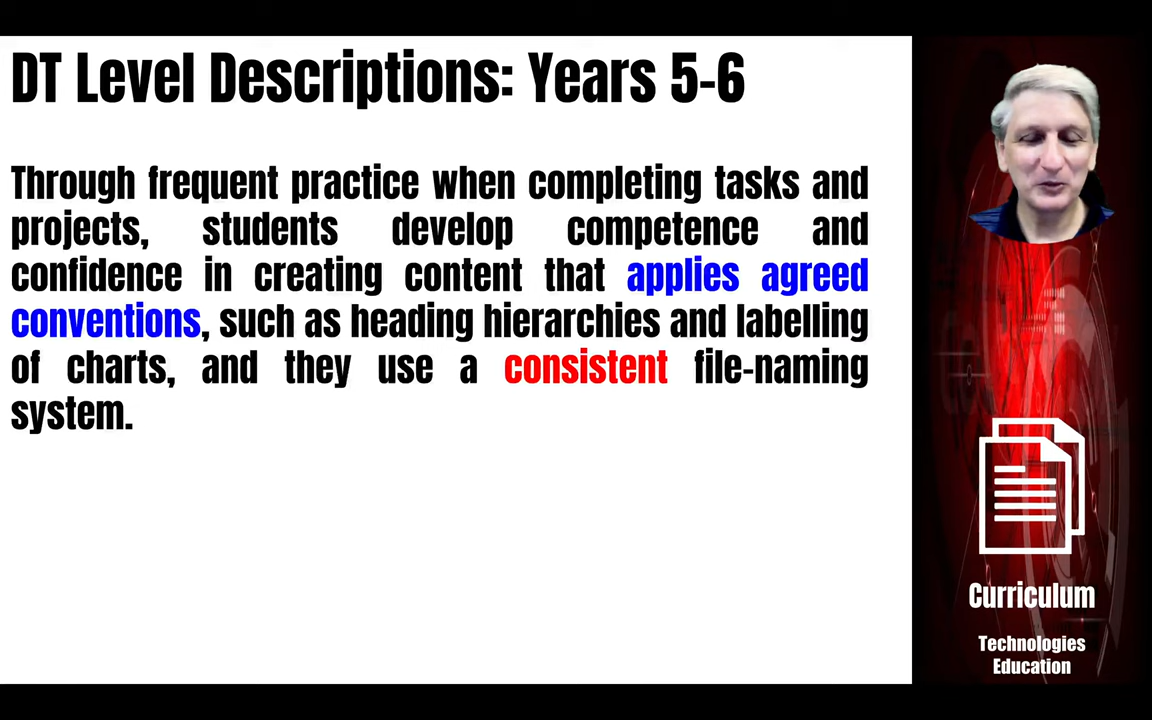 DT Level Descriptions: Years 5-6
Through frequent practice when completing tasks and
projects, students develop competence and
confidence in creating content that applies agreed
conventions, such as heading hierarchies and labelling
of charts, and they use a consistent file-naming
system.
Curriculum
Technologies
Education